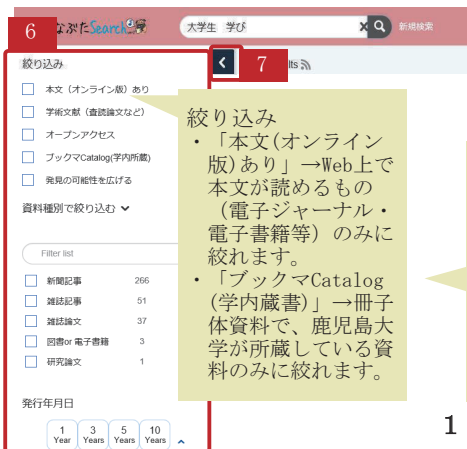 6
なぶたSearch
大学生 学び
X
新規検索
絞り込み
7
lts
本文（オンライン版）あり
学術文献（査読論文など）
オープンアクセス
ブックマCatalog(学内所蔵)
発見の可能性を広げる
資料種別で絞り込む
Filter list
新聞記事 266
雑誌記事 51
雑誌論文 37
図書or 電子書籍 3
研究論文 1
発行年月日
1 Year
3 Years
5 Years
10 Years
絞り込み
・「本文(オンライン
版)あり」→Web上で
本文が読めるもの
（電子ジャーナル・
電子書籍等）のみに
絞れます。
・「ブックマCatalog
(学内蔵書)」→冊子
体資料で、鹿児島大
学が所蔵している資
料のみに絞れます。
1